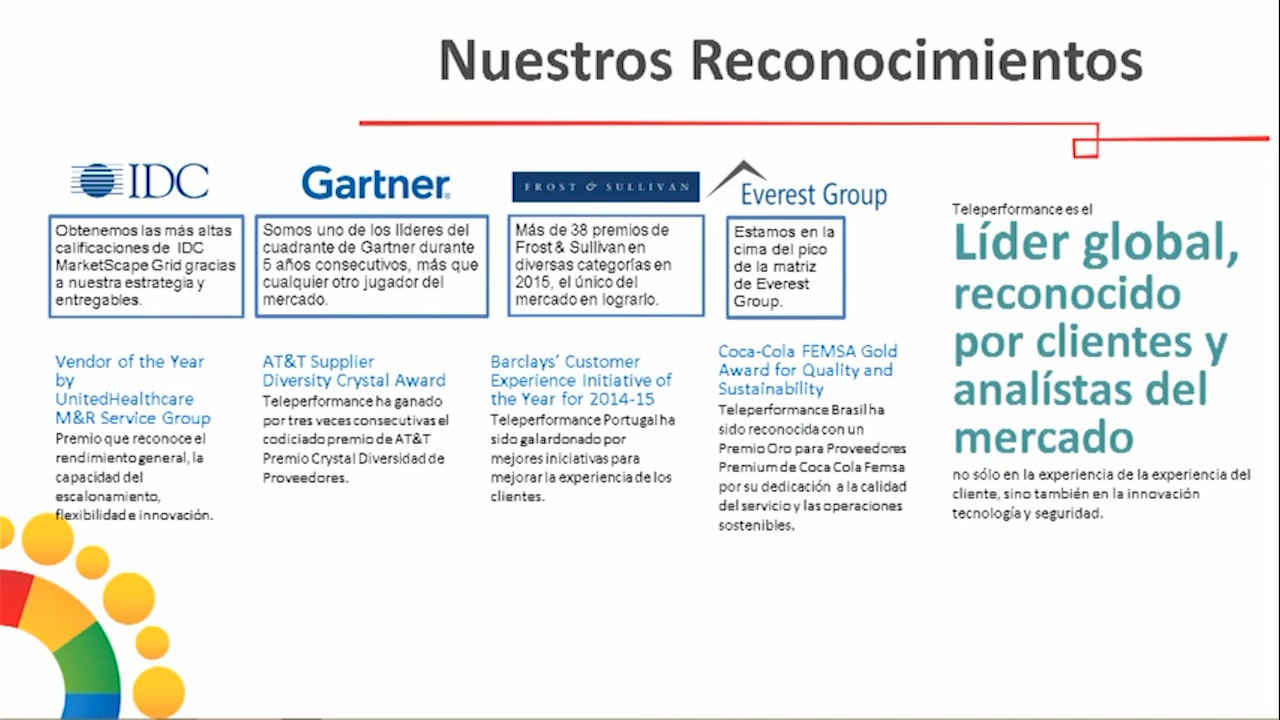 Nuestros Reconocimientos
IDC
Obtenemos las más altas
calificaciones de IDC
MarketScape Grid gracias
a nuestra estrategia y
entregables.
Gartner®
Somos uno de los líderes del
cuadrante de Gartner durante
5 años consecutivos, más que
cualquier otro jugador del
mercado.
FROST & SULLIVAN
Más de 38 premios de
Frost & Sullivan en
diversas categorías en
2015, el único del
mercado en lograrlo.
Everest Group
Estamos en la
cima del pico
de la matriz
de Everest
Group.
Vendor of the Year
by
UnitedHealthcare
M&R Service Group
Premio que reconoce el
rendimiento general, la
capacidad del
escalonamiento,
flexibilidad e innovación.
AT&T Supplier
Diversity Crystal Award
Teleperformance ha ganado
por tres veces consecutivas el
codiciado premio de AT&T
Premio Crystal Diversidad de
Proveedores.
Barclays’ Customer
Experience Initiative of
the Year for 2014-15
Teleperformance Portugal ha
sido galardonado por
mejores iniciativas para
mejorar la experiencia de los
clientes.
Coca-Cola FEMSA Gold
Award for Quality and
Sustainability
Teleperformance Brasil ha
sido reconocida con un
Premio Oro para Proveedores
Premium de Coca Cola Femsa
por su dedicación a la calidad
del servicio y las operaciones
sostenibles.
Teleperformance es el
Líder global,
reconocido
por clientes y
analístas del
mercado
no sólo en la experiencia de la experiencia del
cliente, sino también en la innovación
tecnología y seguridad.